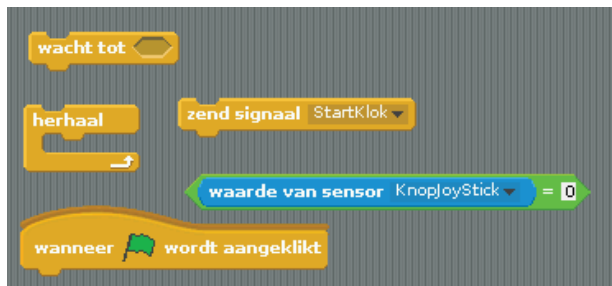 wacht tot
herhaal
zend signaal StartKlok
waarde van sensor KnopJoyStick = 0
wanneer wordt aangeklikt